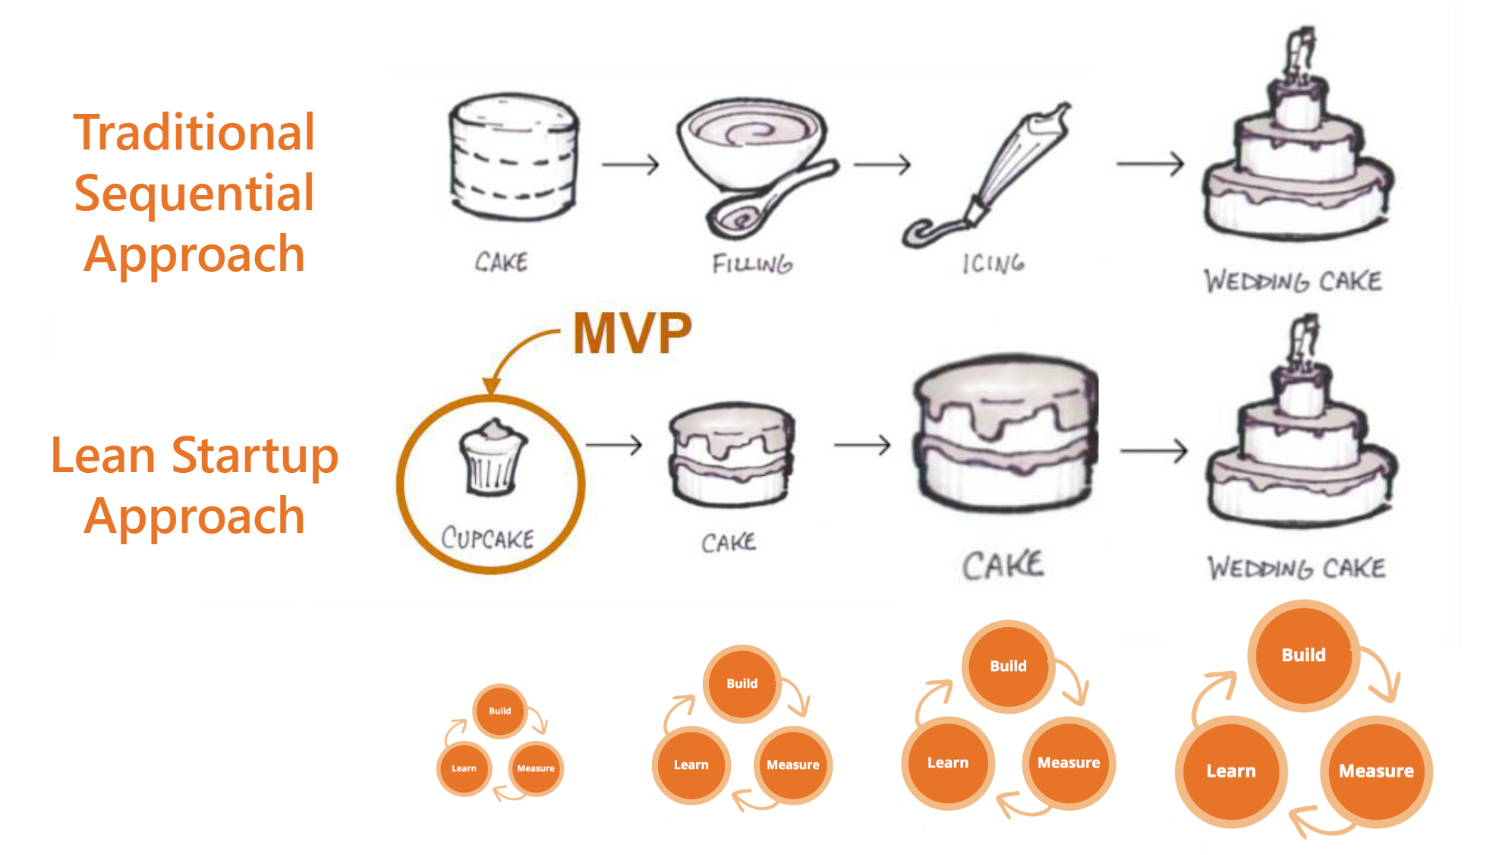 Traditional
Sequential
Approach
CAKE
FILLING
ICING
WEDDING CAKE
MVP
Lean Startup
Approach
CUPCAKE
CAKE
CAKE
WEDDING CAKE
Build
Learn
Measure
Build
Learn
Measure
Build
Learn
Measure
Build
Learn
Measure